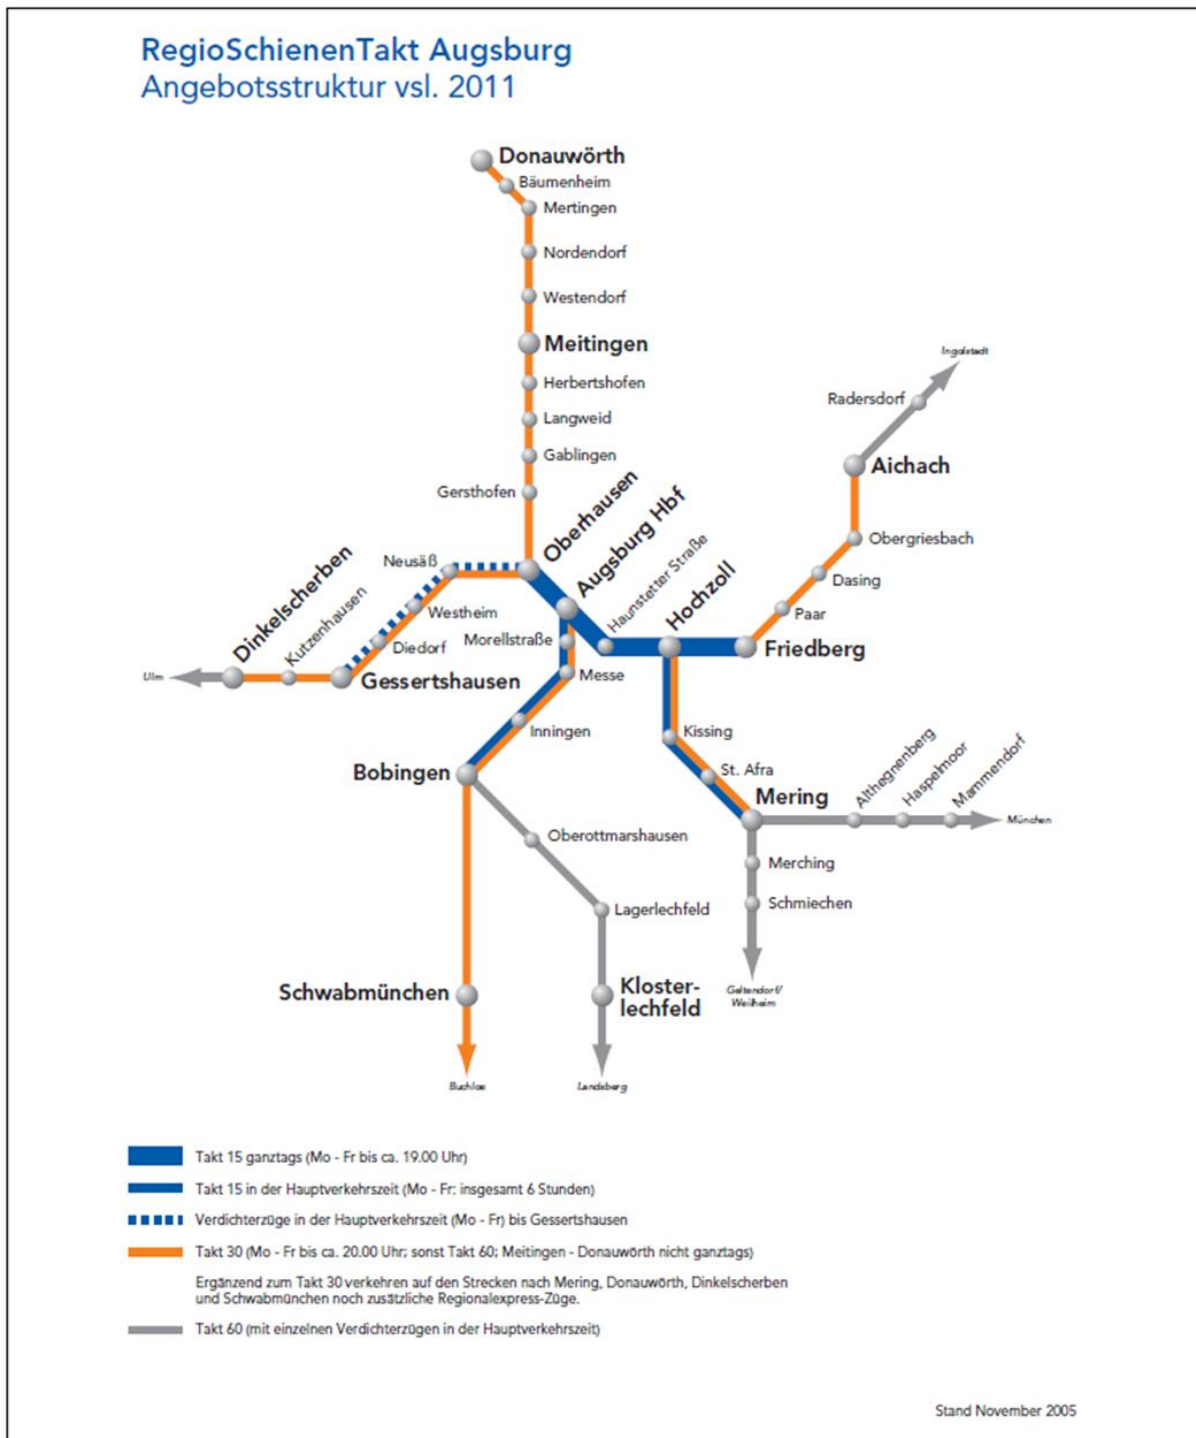 RegioSchienenTakt Augsburg
Angebotsstruktur vsl. 2011
Donauwörth
Bäumenheim
Mertingen
Nordendorf
Westendorf
Meitingen
Herbertshofen
Langweid
Gablingen
Gersthofen
Oberhausen
Augsburg Hbf
Haunstetter Straße
Hochzoll
Friedberg
Paar
Dasing
Obergriesbach
Aichach
Radersdorf
Ingolstadt
Neusäß
Westheim
Diedorf
Gessertshausen
Kutzenhausen
Dinkelscherben
Ulm
Morellstraße
Messe
Inningen
Bobingen
Kissing
St. Afra
Mering
Althegnenberg
Haspelmoor
Mammendorf
München
Merching
Schmiechen
Geltendorf/
Weilheim
Oberottmarshausen
Lagerlechfeld
Kloster-
lechfeld
Landsberg
Schwabmünchen
Buchloe
Takt 15 ganztags (Mo - Fr bis ca. 19.00 Uhr)
Takt 15 in der Hauptverkehrszeit (Mo - Fr: insgesamt 6 Stunden)
Verdichterzüge in der Hauptverkehrszeit (Mo - Fr) bis Gessertshausen
Takt 30 (Mo - Fr bis ca. 20.00 Uhr; sonst Takt 60; Meitingen - Donauwörth nicht ganztags)
Ergänzend zum Takt 30 verkehren auf den Strecken nach Mering, Donauwörth, Dinkelscherben
und Schwabmünchen noch zusätzliche Regionalexpress-Züge.
Takt 60 (mit einzelnen Verdichterzügen in der Hauptverkehrszeit)
Stand November 2005